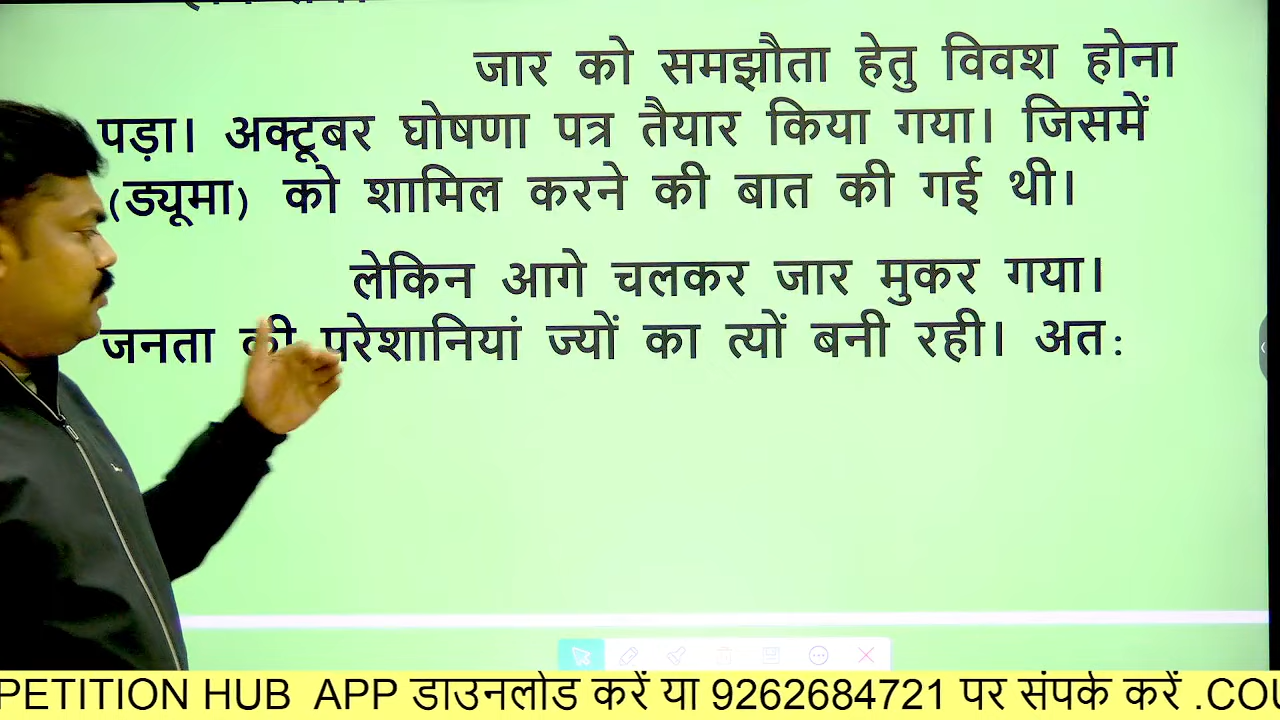 जार को समझौता हेतु विवश होना
पड़ा। अक्टूबर घोषणा पत्र तैयार किया गया। जिसमें
(ड्यूमा) को शामिल करने की बात की गई थी।
लेकिन आगे चलकर जार मुकर गया।
जनता की परेशानियां ज्यों का त्यों बनी रही। अतः
PETITION HUB APP डाउनलोड करें या 9262684721 पर संपर्क करें .COU